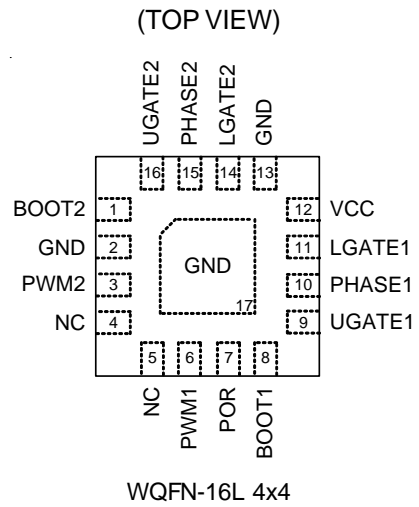 (TOP VIEW)
UGATE2
PHASE2
LGATE2
GND
16
15
14
13
BOOT2
1
12
VCC
GND
2
11
LGATE1
GND
PWM2
3
10
PHASE1
17
NC
4
9
UGATE1
5
6
7
8
NC
PWM1
POR
BOOT1
WQFN-16L 4x4